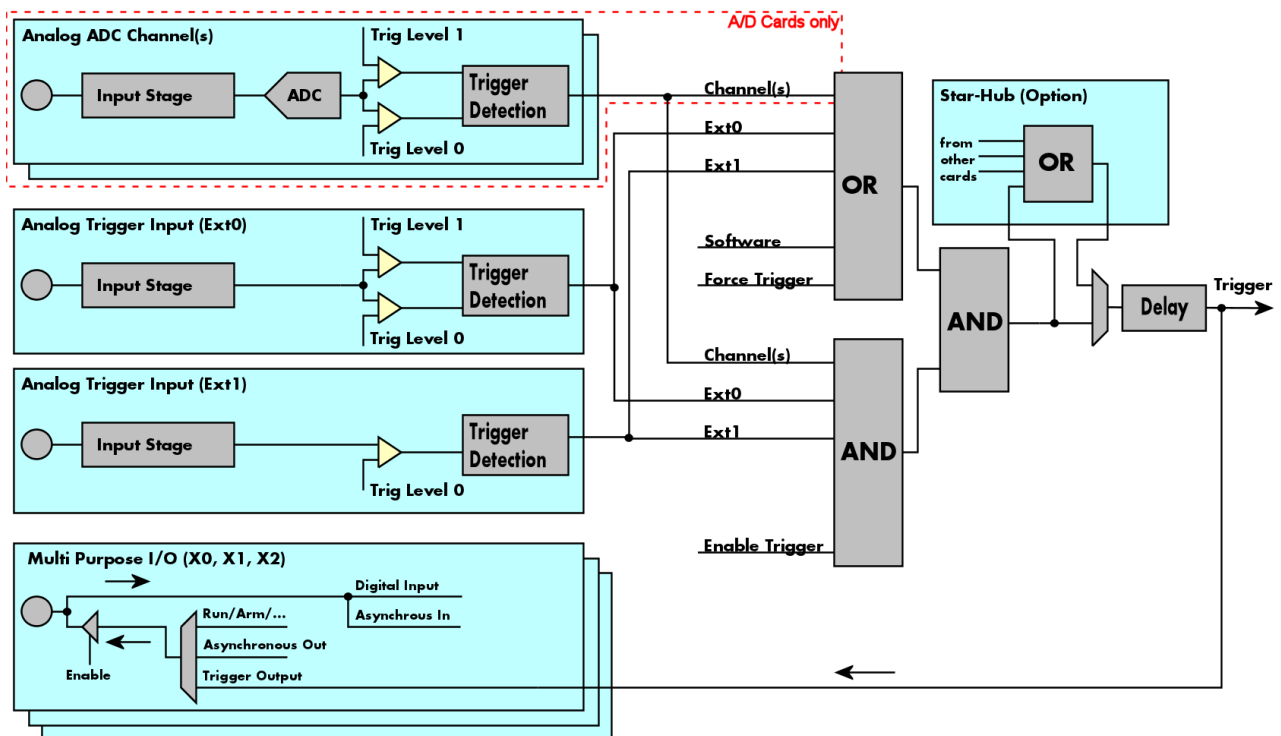 A/D Cards only
Analog ADC Channel(s)
Trig Level 1
Input Stage
ADC
Trigger
Detection
Trig Level 0
Analog Trigger Input (Ext0)
Trig Level 1
Input Stage
Trigger
Detection
Trig Level 0
Analog Trigger Input (Ext1)
Input Stage
Trigger
Detection
Trig Level 0
Multi Purpose I/O (X0, X1, X2)
Digital Input
Asynchrous In
Run/Arm/...
Asynchronous Out
Trigger Output
Enable
Channel(s)
Ext0
Ext1
Software
Force Trigger
OR
Channel(s)
Ext0
Ext1
Enable Trigger
AND
AND
Star-Hub (Option)
from
other
cards
OR
Delay
Trigger